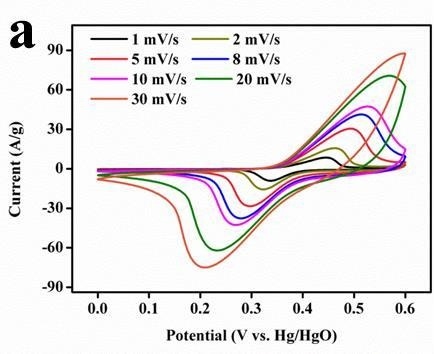 a
1 mV/s 2 mV/s
5 mV/s 8 mV/s
10 mV/s 20 mV/s
30 mV/s
Current (A/g)
90
60
30
0
-30
-60
-90
0.0 0.1 0.2 0.3 0.4 0.5 0.6
Potential (V vs. Hg/HgO)